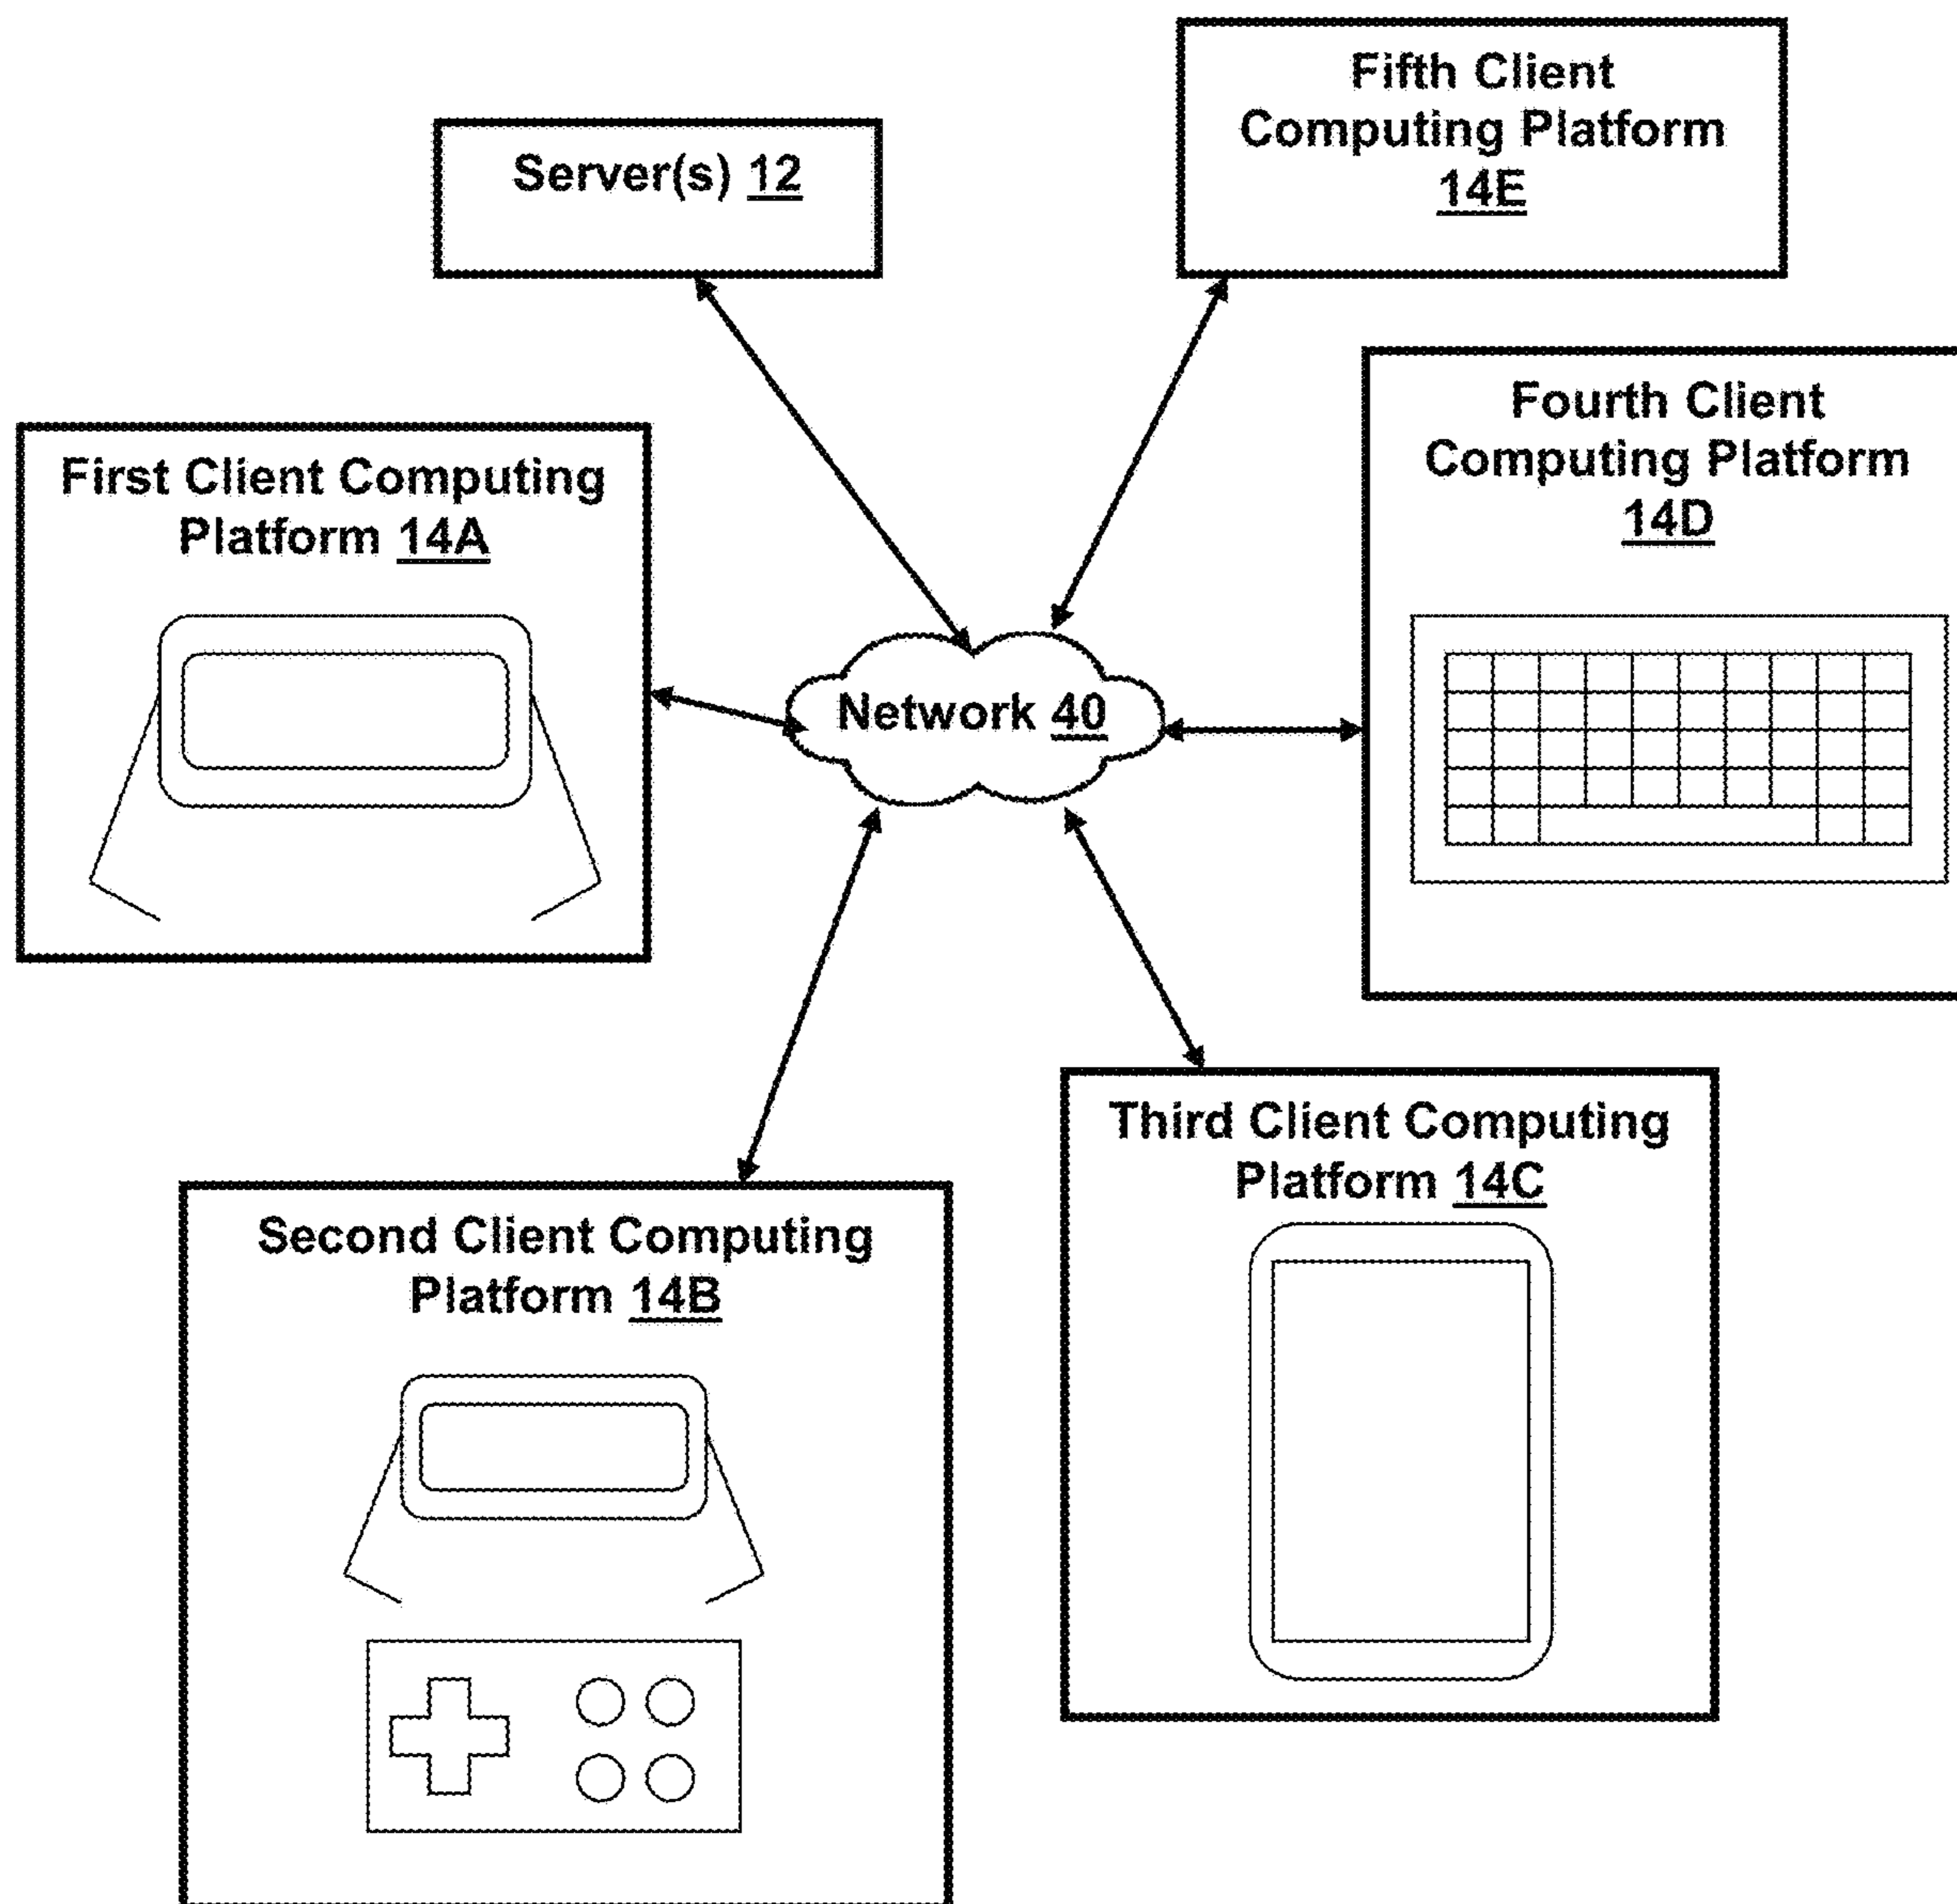 Fifth Client
Computing Platform
14E
Server(s) 12
Fourth Client
Computing Platform
14D
First Client Computing
Platform 14A
Network 40
Third Client Computing
Platform 14C
Second Client Computing
Platform 14B